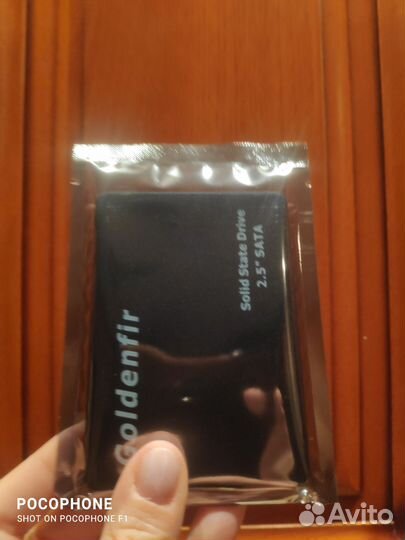 Solid State Drive
2.5" SATA
Goldenfir
POCOPHONE
SHOT ON POCOPHONE F1
Avito